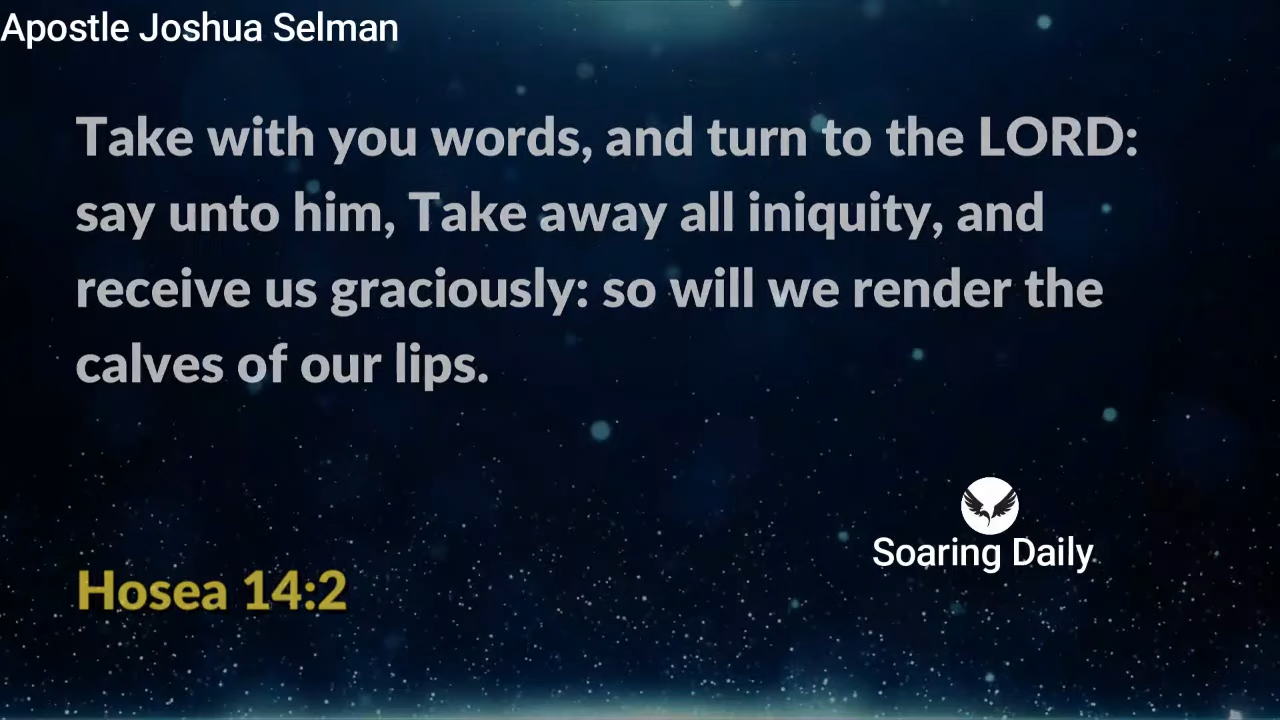 Apostle Joshua Selman
Take with you words, and turn to the LORD:
say unto him, Take away all iniquity, and
receive us graciously: so will we render the
calves of our lips.
Soaring Daily
Hosea 14:2